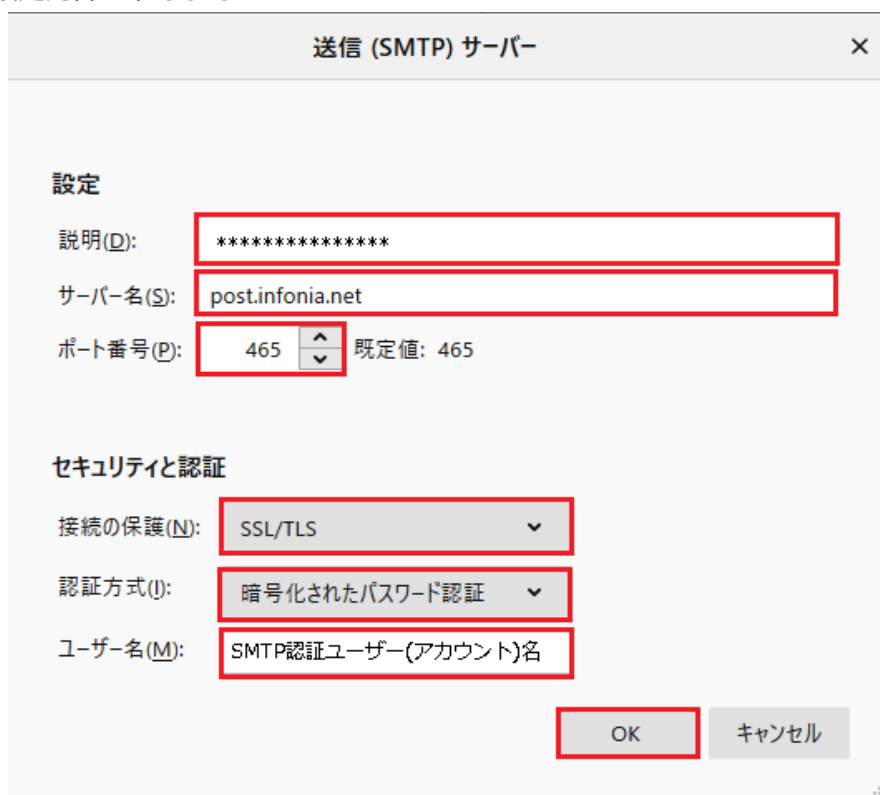 送信 (SMTP) サーバー
設定
説明(D): ***************
サーバー名(S): post.infonia.net
ポート番号(P): 465 既定値: 465
セキュリティと認証
接続の保護(N): SSL/TLS
認証方式(I): 暗号化されたパスワード認証
ユーザー名(M): SMTP認証ユーザー(アカウント)名
OK キャンセル